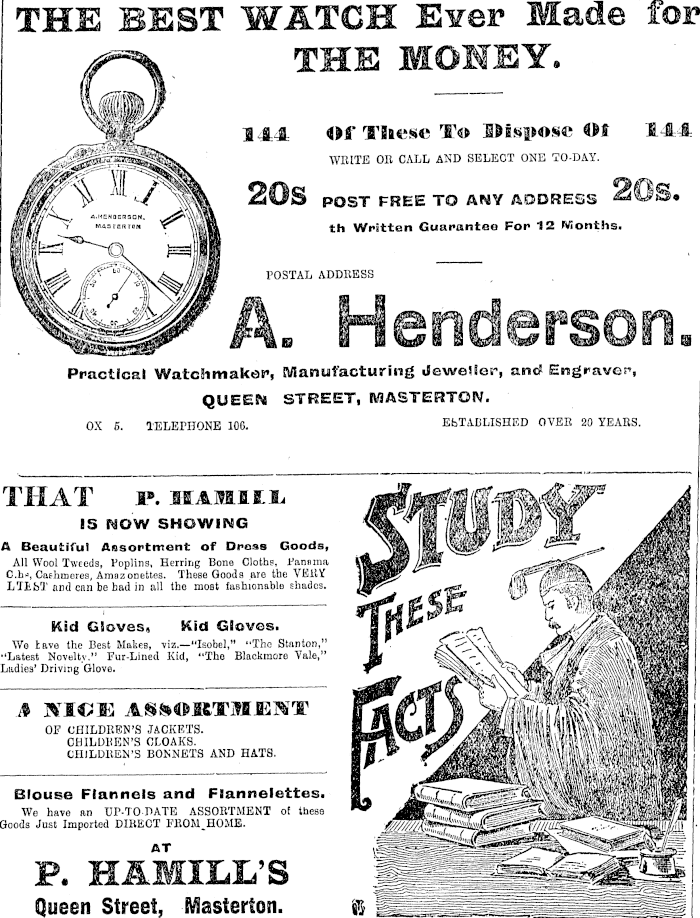 THE BEST WATCH Ever Made for
THE MONEY.
144 Of These To Dispose Of 144
WRITE OR CALL AND SELECT ONE TO-DAY.
20s POST FREE TO ANY ADDRESS 20s.
th Written Guarantee For 12 Months.
A. HENDERSON,
MASTERTON
POSTAL ADDRESS
A. Henderson.
Practical Watchmaker, Manufacturing Jeweller, and Engraver,
QUEEN STREET, MASTERTON.
OX 5. TELEPHONE 106. ESTABLISHED OVER 20 YEARS.
THAT P. HAMILL
IS NOW SHOWING
A Beautiful Assortment of Dress Goods,
All Wool Tweeds, Poplins, Herring Bone Cloths, Panama
C.hs, Cashmeres, Amazonettes. These Goods are the VERY
LTEST and can be had in all the most fashionable shades.
Kid Gloves, Kid Gloves.
We have the Best Makes, viz.—"Isobel," "The Stanton,"
"Latest Novelty." Fur-Lined Kid, "The Blackmore Vale,"
Ladies' Driving Glove.
A NICE ASSORTMENT
OF CHILDREN'S JACKETS.
CHILDREN'S CLOAKS.
CHILDREN'S BONNETS AND HATS.
Blouse Flannels and Flannelettes.
We have an UP-TO-DATE ASSORTMENT of these
Goods Just Imported DIRECT FROM HOME.
AT
P. HAMILL'S
Queen Street, Masterton.
STUDY
THESE
FACTS